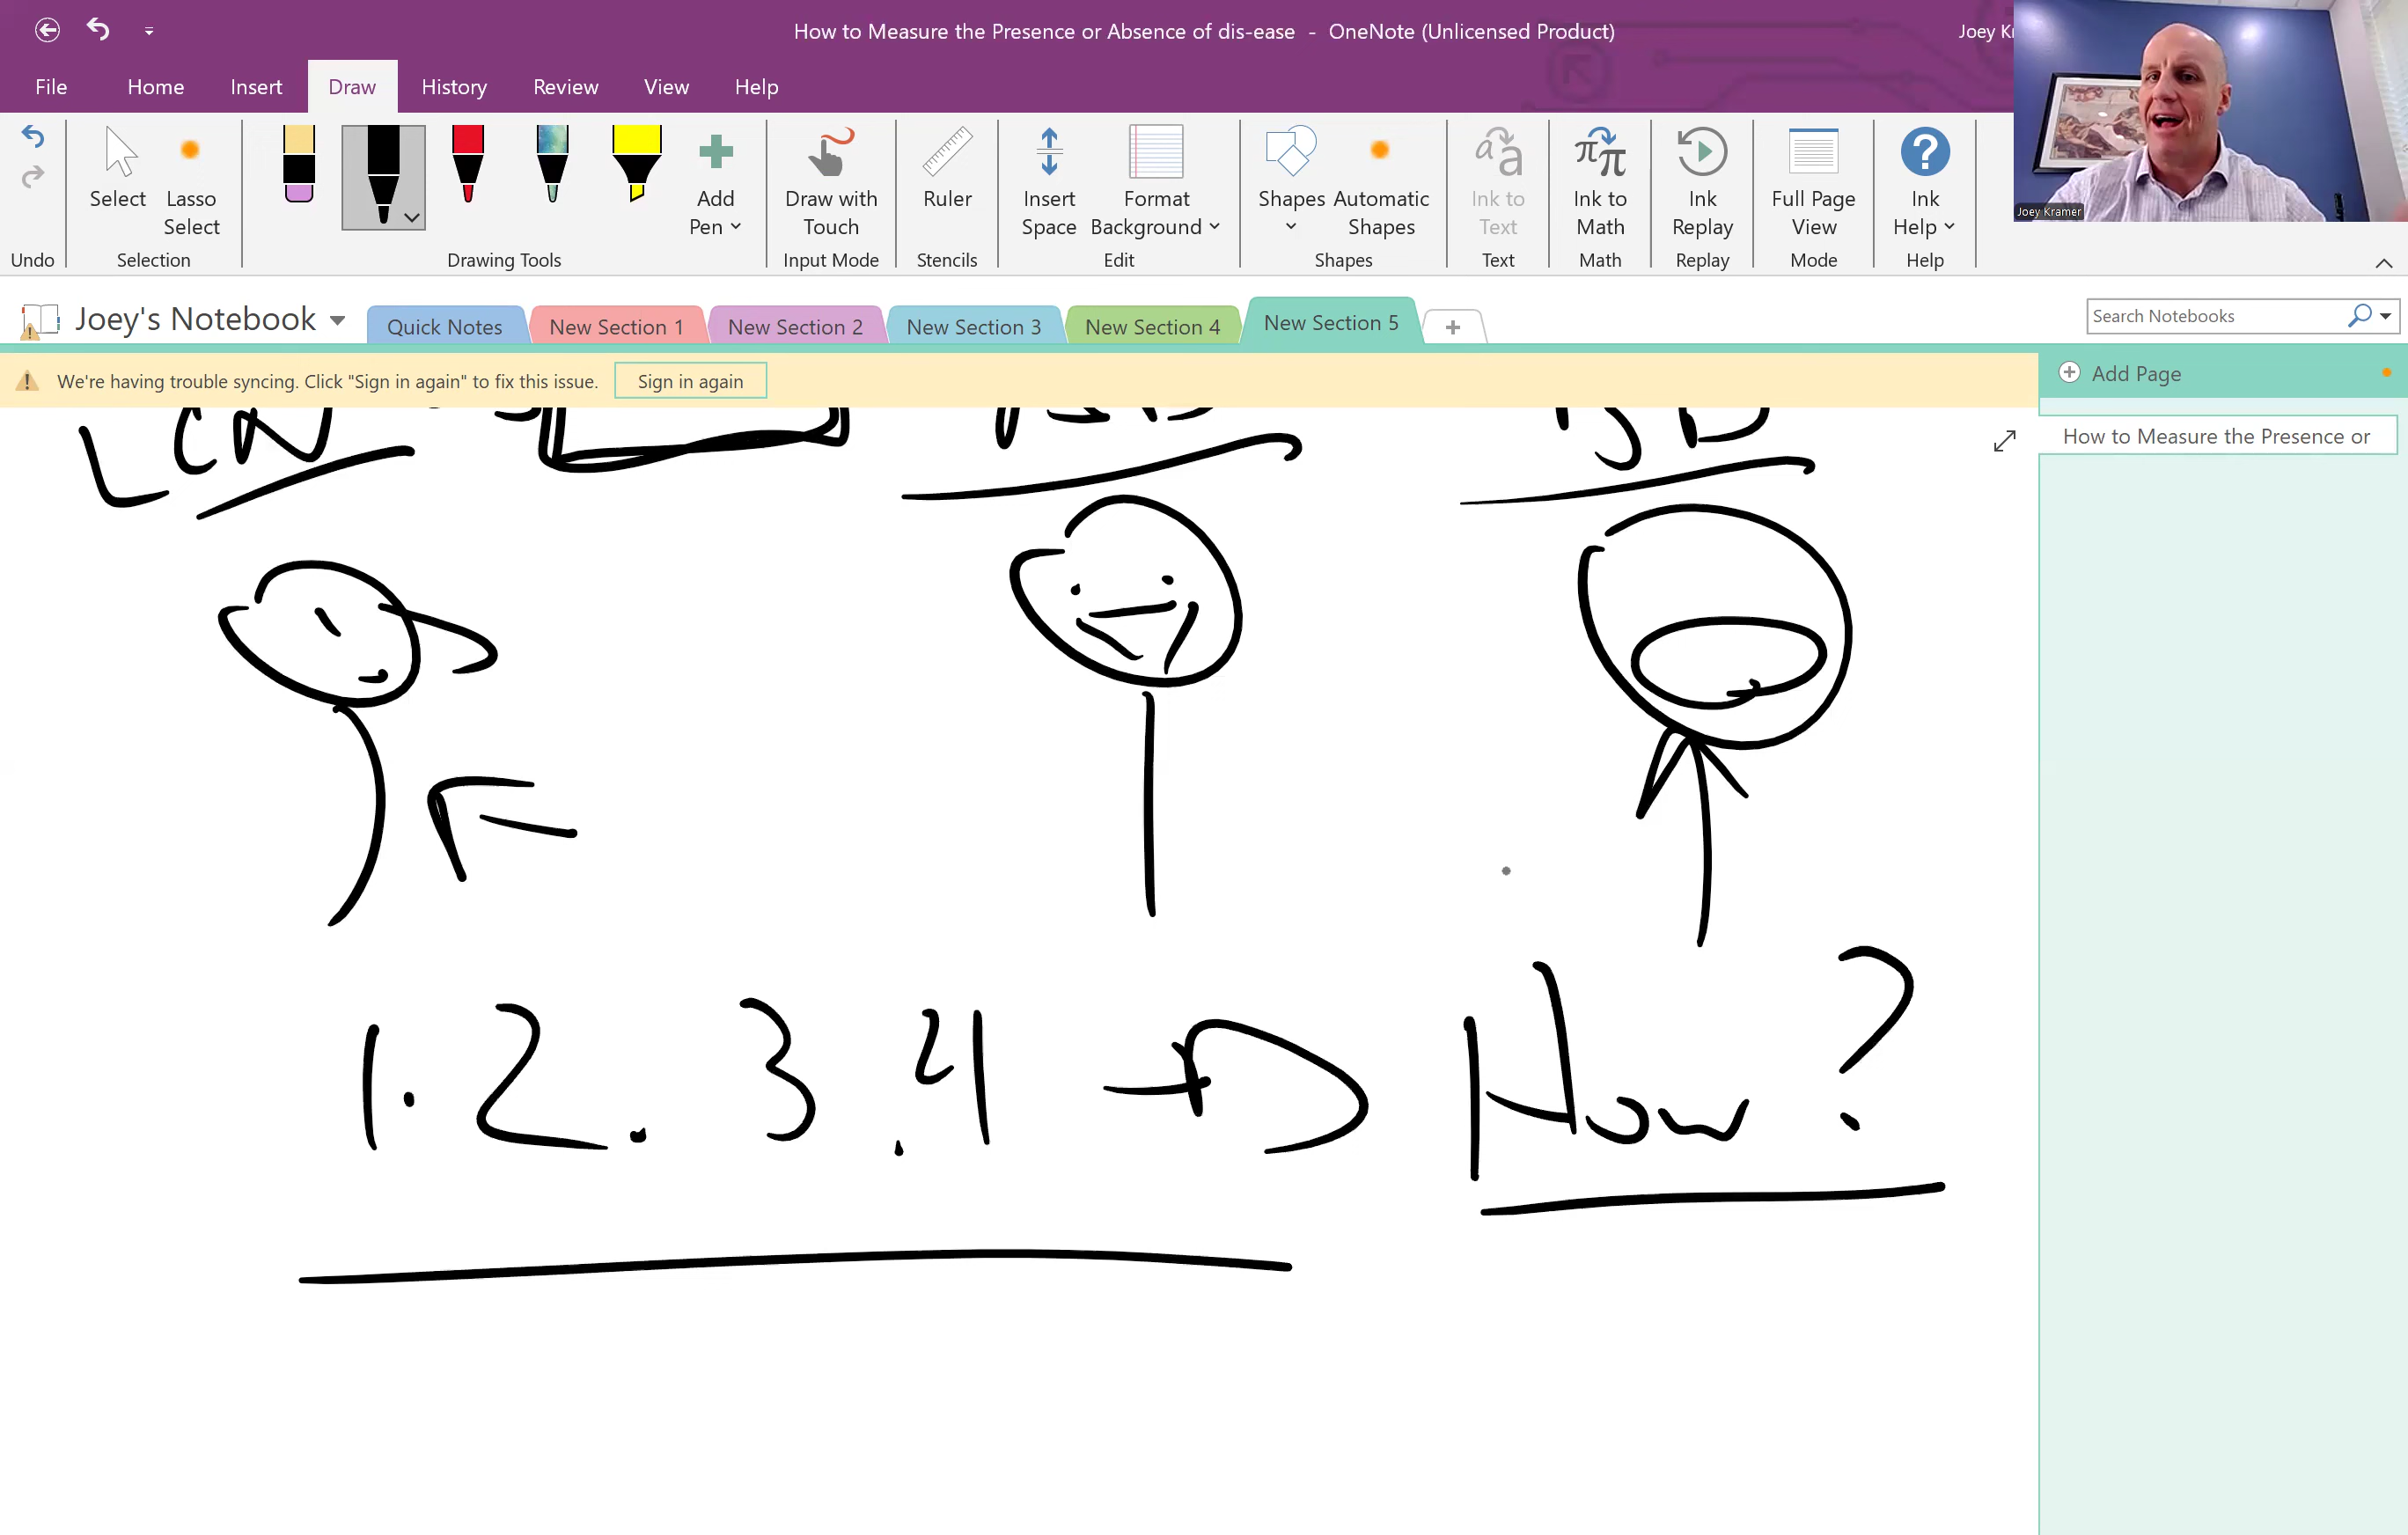 How to Measure the Presence or Absence of dis-ease - OneNote (Unlicensed Product)
Joey Kr
File Home Insert Draw History Review View Help
Select
Lasso Select
Add Pen
Draw with Touch
Ruler
Insert Space
Format Background
Shapes
Automatic Shapes
Ink to Text
Ink to Math
Ink Replay
Full Page View
Ink Help
Joey Kramer
Undo Selection Drawing Tools Input Mode Stencils Edit Shapes Text Math Replay Mode Help
Joey's Notebook Quick Notes New Section 1 New Section 2 New Section 3 New Section 4 New Section 5 Search Notebooks
We're having trouble syncing. Click "Sign in again" to fix this issue. Sign in again
Add Page
How to Measure the Presence or
1. 2. 3. 4 How?